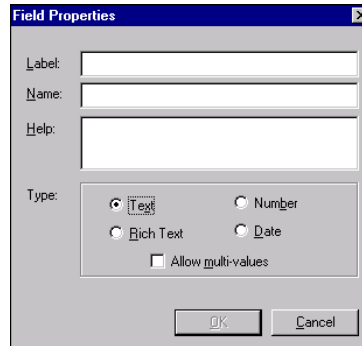 Field Properties
Label:
Name:
Help:
Type:
Text
Number
Rich Text
Date
Allow multi-values
OK
Cancel